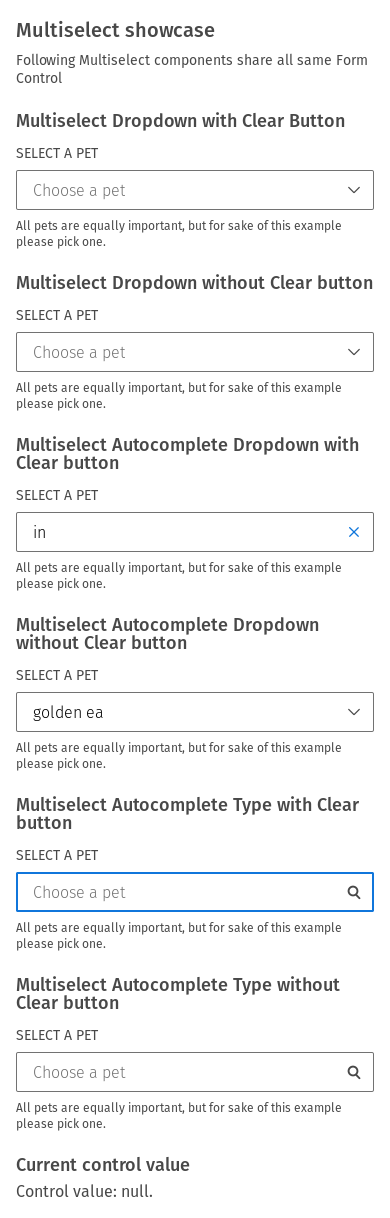 Multiselect showcase
Following Multiselect components share all same Form
Control
Multiselect Dropdown with Clear Button
SELECT A PET
Choose a pet
All pets are equally important, but for sake of this example
please pick one.
Multiselect Dropdown without Clear button
SELECT A PET
Choose a pet
All pets are equally important, but for sake of this example
please pick one.
Multiselect Autocomplete Dropdown with
Clear button
SELECT A PET
in
All pets are equally important, but for sake of this example
please pick one.
Multiselect Autocomplete Dropdown
without Clear button
SELECT A PET
golden ea
All pets are equally important, but for sake of this example
please pick one.
Multiselect Autocomplete Type with Clear
button
SELECT A PET
Choose a pet
All pets are equally important, but for sake of this example
please pick one.
Multiselect Autocomplete Type without
Clear button
SELECT A PET
Choose a pet
All pets are equally important, but for sake of this example
please pick one.
Current control value
Control value: null.